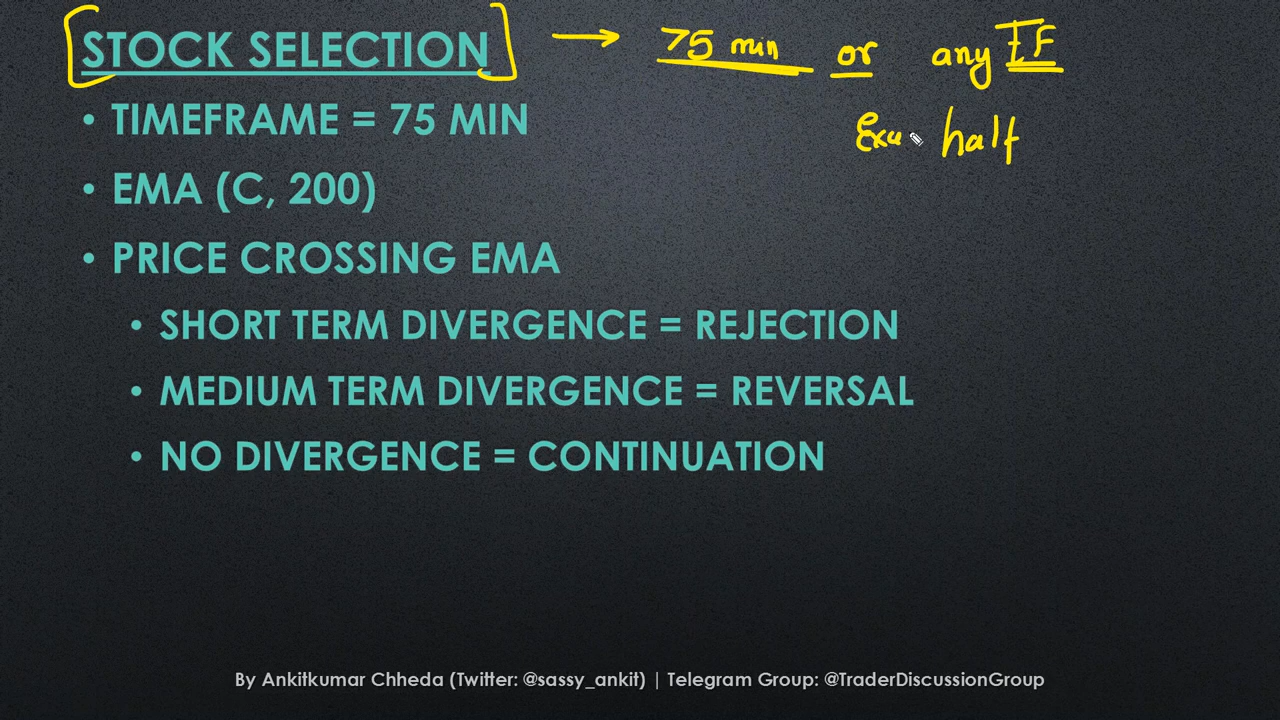 STOCK SELECTION → 75 min or any TF
• TIMEFRAME = 75 MIN
half
• EMA (C, 200)
• PRICE CROSSING EMA
• SHORT TERM DIVERGENCE = REJECTION
• MEDIUM TERM DIVERGENCE = REVERSAL
• NO DIVERGENCE = CONTINUATION
By Ankitkumar Chheda (Twitter: @sassy_ankit) | Telegram Group: @TraderDiscussionGroup